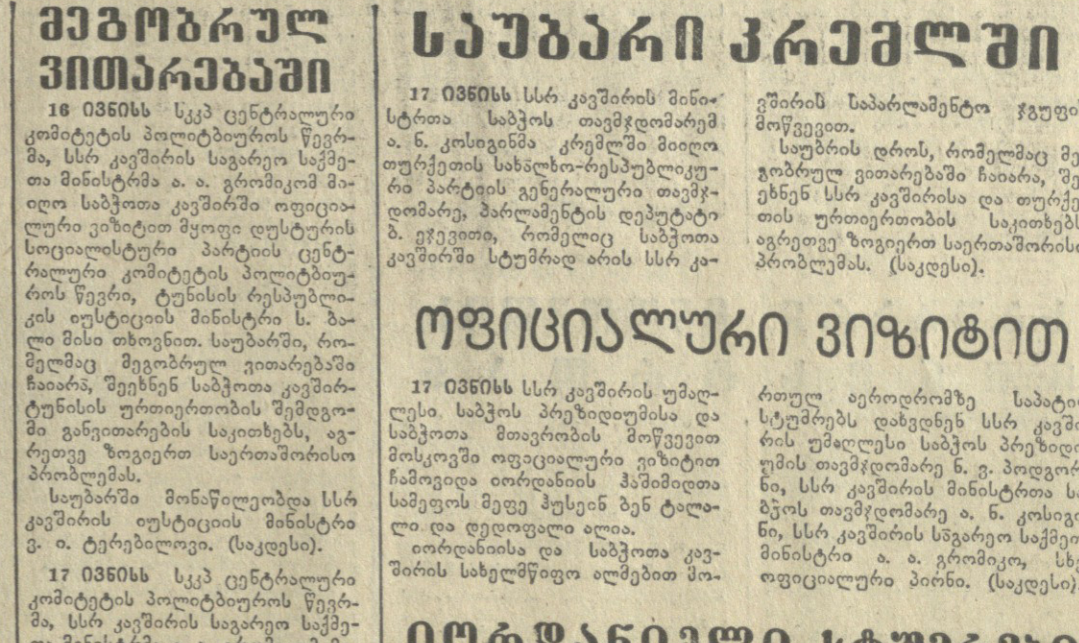 მეგობრულ
ვითარებაში
16 ივნისს სკკპ ცენტრალური
კომიტეტის პოლიტბიუროს წევრ-
მა, სსრ კავშირის საგარეო საქმე-
თა მინისტრმა ა. ა. გრომიკომ მი-
იღო საბჭოთა კავშირში ოფიცია-
ლური ვიზიტით მყოფი დუსტურის
სოციალისტური პარტიის ცენტ-
რალური კომიტეტის პოლიტბიუ-
როს წევრი, ტუნისის რესპუბლი-
კის იუსტიციის მინისტრი ს. ბა-
ლი მისი თხოვნით. საუბარში, რო-
მელმაც მეგობრულ ვითარებაში
ჩაიარა, შეეხნენ საბჭოთა კავშირ-
ტუნისის ურთიერთობის შემდგო-
მი განვითარების საკითხებს, აგ-
რეთვე ზოგიერთ საერთაშორისო
პრობლემას.
საუბარში მონაწილეობდა სსრ
კავშირის იუსტიციის მინისტრი
ვ. ი. ტერებილოვი. (საკდესი).
17 ივნისს სკკპ ცენტრალური
კომიტეტის პოლიტბიუროს წევრ-
მა, სსრ კავშირის საგარეო საქმე-
საუბარი კრემლში
17 ივნისს სსრ კავშირის მინი-
სტრთა საბჭოს თავმჯდომარემ
ა. ნ. კოსიგინმა კრემლში მიიღო
თურქეთის სახალხო-რესპუბლიკუ-
რი პარტიის გენერალური თავმჯ-
დომარე, პარლამენტის დეპუტატი
ბ. ეჯევითი, რომელიც საბჭოთა
კავშირში სტუმრად არის სსრ კა-
ვშირის საპარლამენტო ჯგუფი
მოწვევით.
საუბრის დროს, რომელმაც მე
გობრულ ვითარებაში ჩაიარა, შე
ეხნენ სსრ კავშირისა და თურქე
თის ურთიერთობის საკითხებს
აგრეთვე ზოგიერთ საერთაშორისო
პრობლემას. (საკდესი).
ოფიციალური ვიზიტით
17 ივნისს სსრ კავშირის უმაღ-
ლესი საბჭოს პრეზიდიუმისა და
საბჭოთა მთავრობის მოწვევით
მოსკოვში ოფიციალური ვიზიტით
ჩამოვიდა იორდანიის ჰაშიმიდთა
სამეფოს მეფე ჰუსეინ ბენ ტალა-
ლი და დედოფალი ალია.
იორდანიისა და საბჭოთა კავ-
შირის სახელმწიფო ალმებით მო-
რთულ აეროდრომზე საპატიო
სტუმრებს დახვდნენ სსრ კავში
რის უმაღლესი საბჭოს პრეზიდი
უმის თავმჯდომარე ნ. ვ. პოდგორ
ნი, სსრ კავშირის მინისტრთა ს
ბჭოს თავმჯდომარე ა. ნ. კოსიგი
ნი, სსრ კავშირის საგარეო საქმეთ
მინისტრი ა. ა. გრომიკო, სხ
ოფიციალური პირნი. (საკდესი)